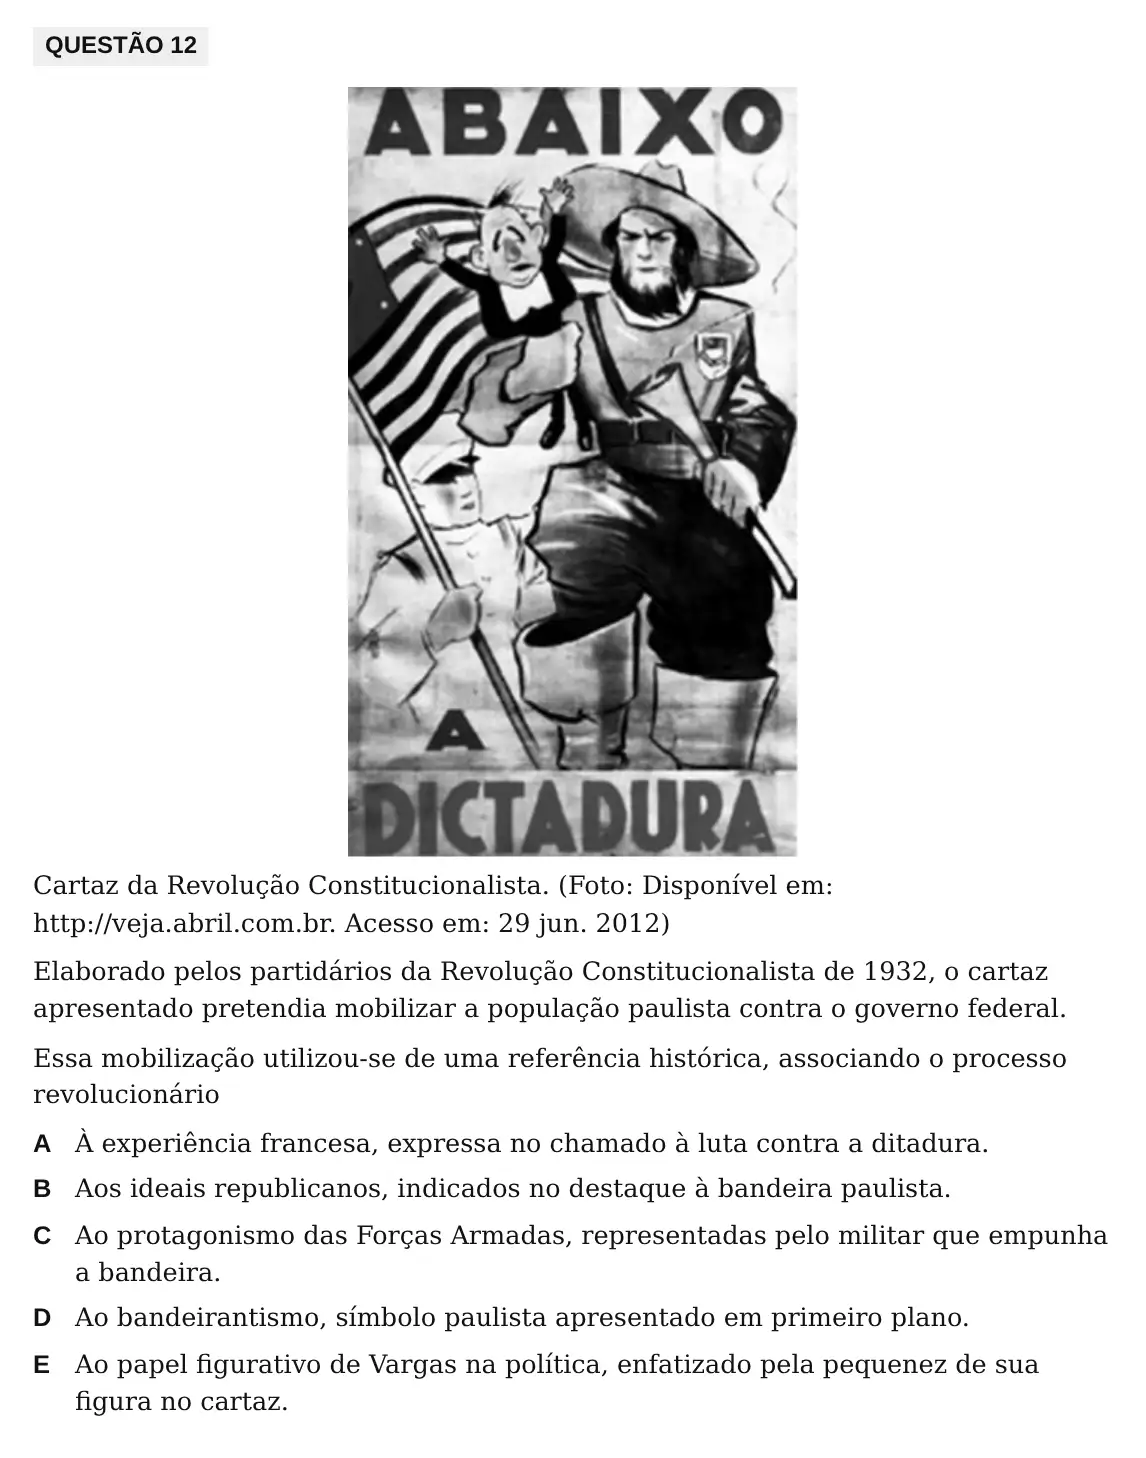 QUESTÃO 12
ABAIXO
A
DICTADURA
Cartaz da Revolução Constitucionalista. (Foto: Disponível em:
http://veja.abril.com.br. Acesso em: 29 jun. 2012)
Elaborado pelos partidários da Revolução Constitucionalista de 1932, o cartaz
apresentado pretendia mobilizar a população paulista contra o governo federal.
Essa mobilização utilizou-se de uma referência histórica, associando o processo
revolucionário
A À experiência francesa, expressa no chamado à luta contra a ditadura.
B Aos ideais republicanos, indicados no destaque à bandeira paulista.
C Ao protagonismo das Forças Armadas, representadas pelo militar que empunha
a bandeira.
D Ao bandeirantismo, símbolo paulista apresentado em primeiro plano.
E Ao papel figurativo de Vargas na política, enfatizado pela pequenez de sua
figura no cartaz.